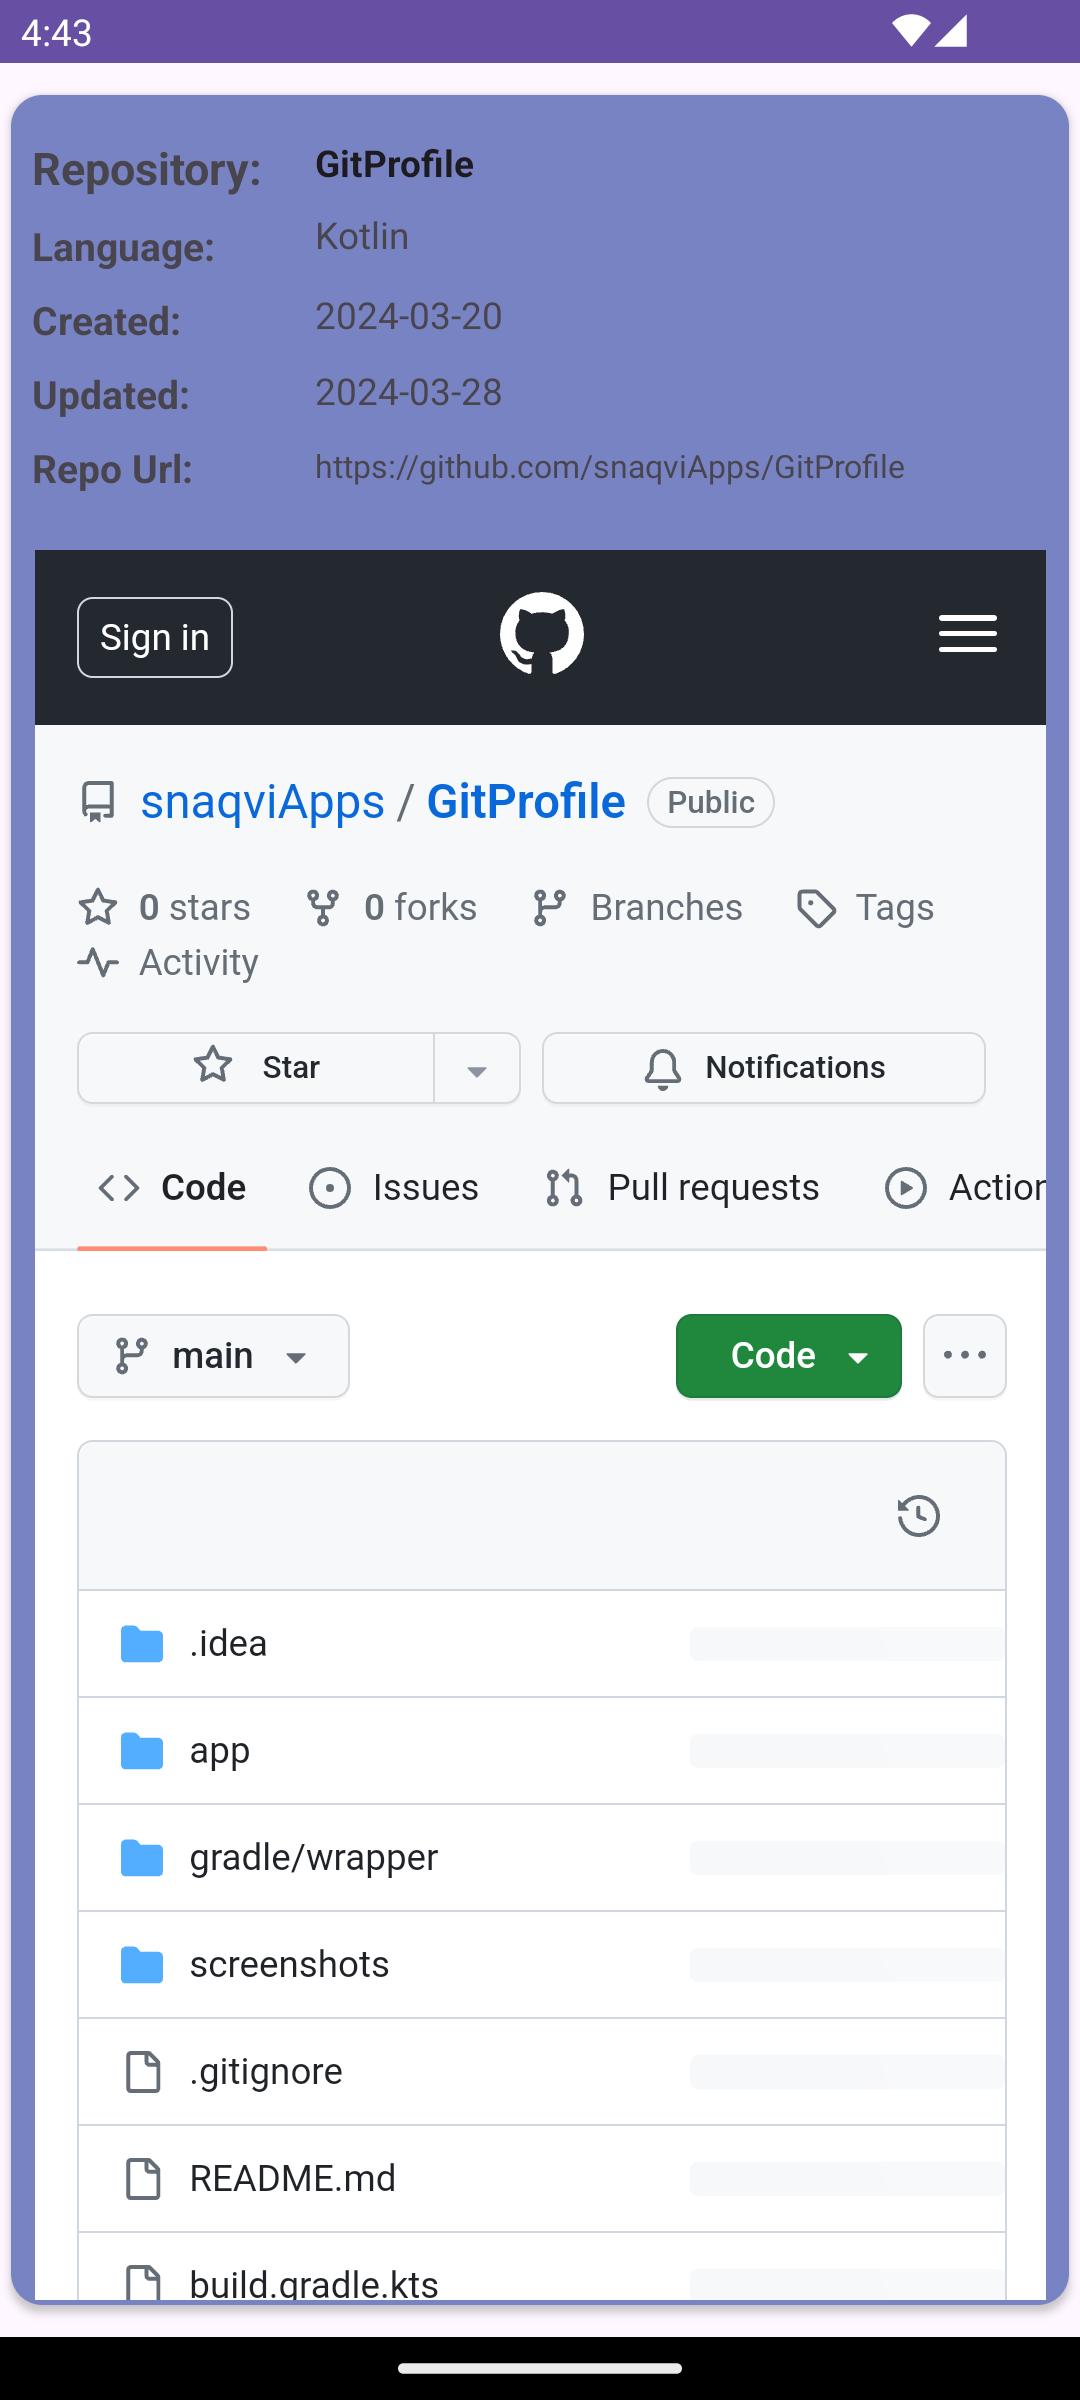 4:43
Repository: GitProfile
Language: Kotlin
Created: 2024-03-20
Updated: 2024-03-28
Repo Url: https://github.com/snaqviApps/GitProfile
Sign in
snaqviApps / GitProfile Public
0 stars 0 forks Branches Tags
Activity
Star Notifications
Code Issues Pull requests Action
main Code
.idea
app
gradle/wrapper
screenshots
.gitignore
README.md
build.gradle.kts